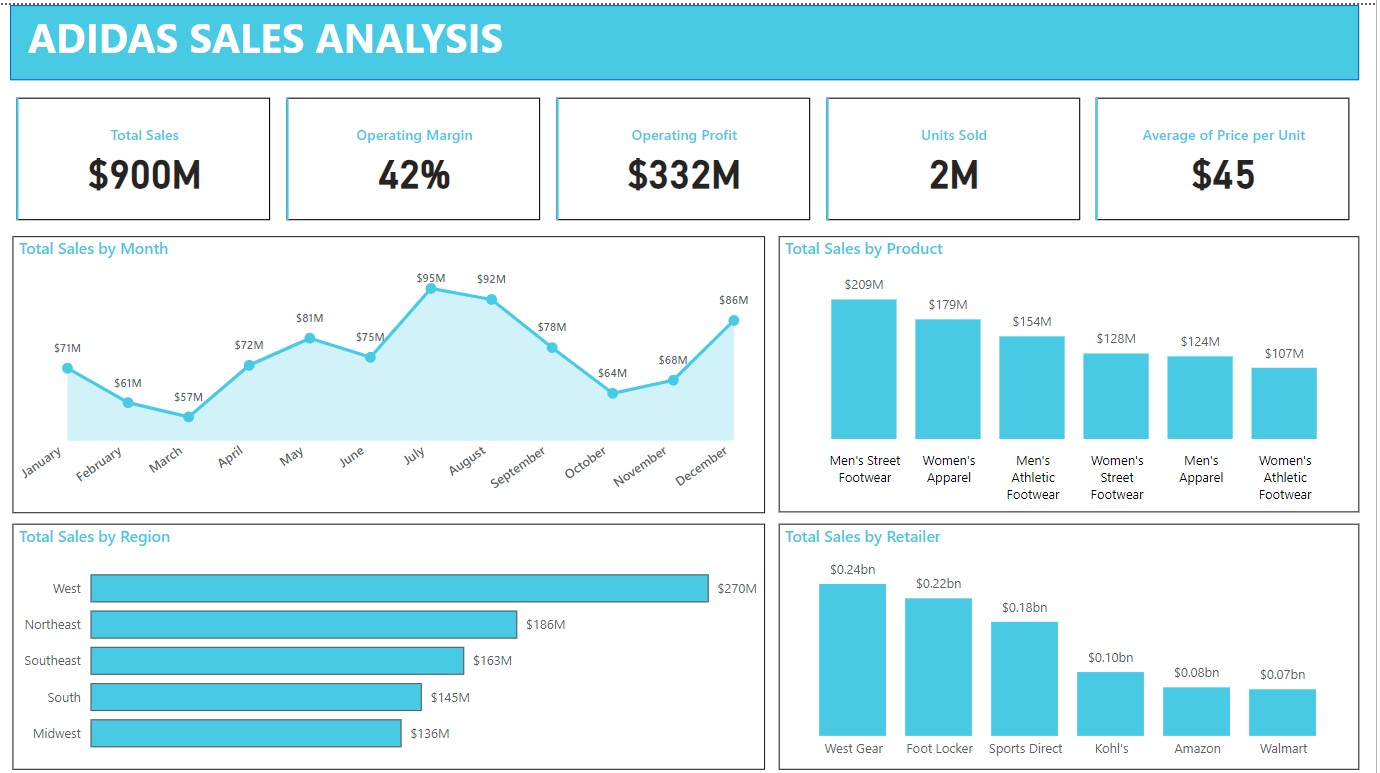 ADIDAS SALES ANALYSIS
Total Sales
$900M
Operating Margin
42%
Operating Profit
$332M
Units Sold
2M
Average of Price per Unit
$45
Total Sales by Month
$71M
$61M
$57M
$72M
$81M
$75M
$95M
$92M
$78M
$64M
$68M
$86M
January
February
March
April
May
June
July
August
September
October
November
December
Total Sales by Product
$209M
$179M
$154M
$128M
$124M
$107M
Men's Street
Footwear
Women's
Apparel
Men's
Athletic
Footwear
Women's
Street
Footwear
Men's
Apparel
Women's
Athletic
Footwear
Total Sales by Region
West
$270M
Northeast
$186M
Southeast
$163M
South
$145M
Midwest
$136M
Total Sales by Retailer
$0.24bn
$0.22bn
$0.18bn
$0.10bn
$0.08bn
$0.07bn
West Gear
Foot Locker
Sports Direct
Kohl's
Amazon
Walmart